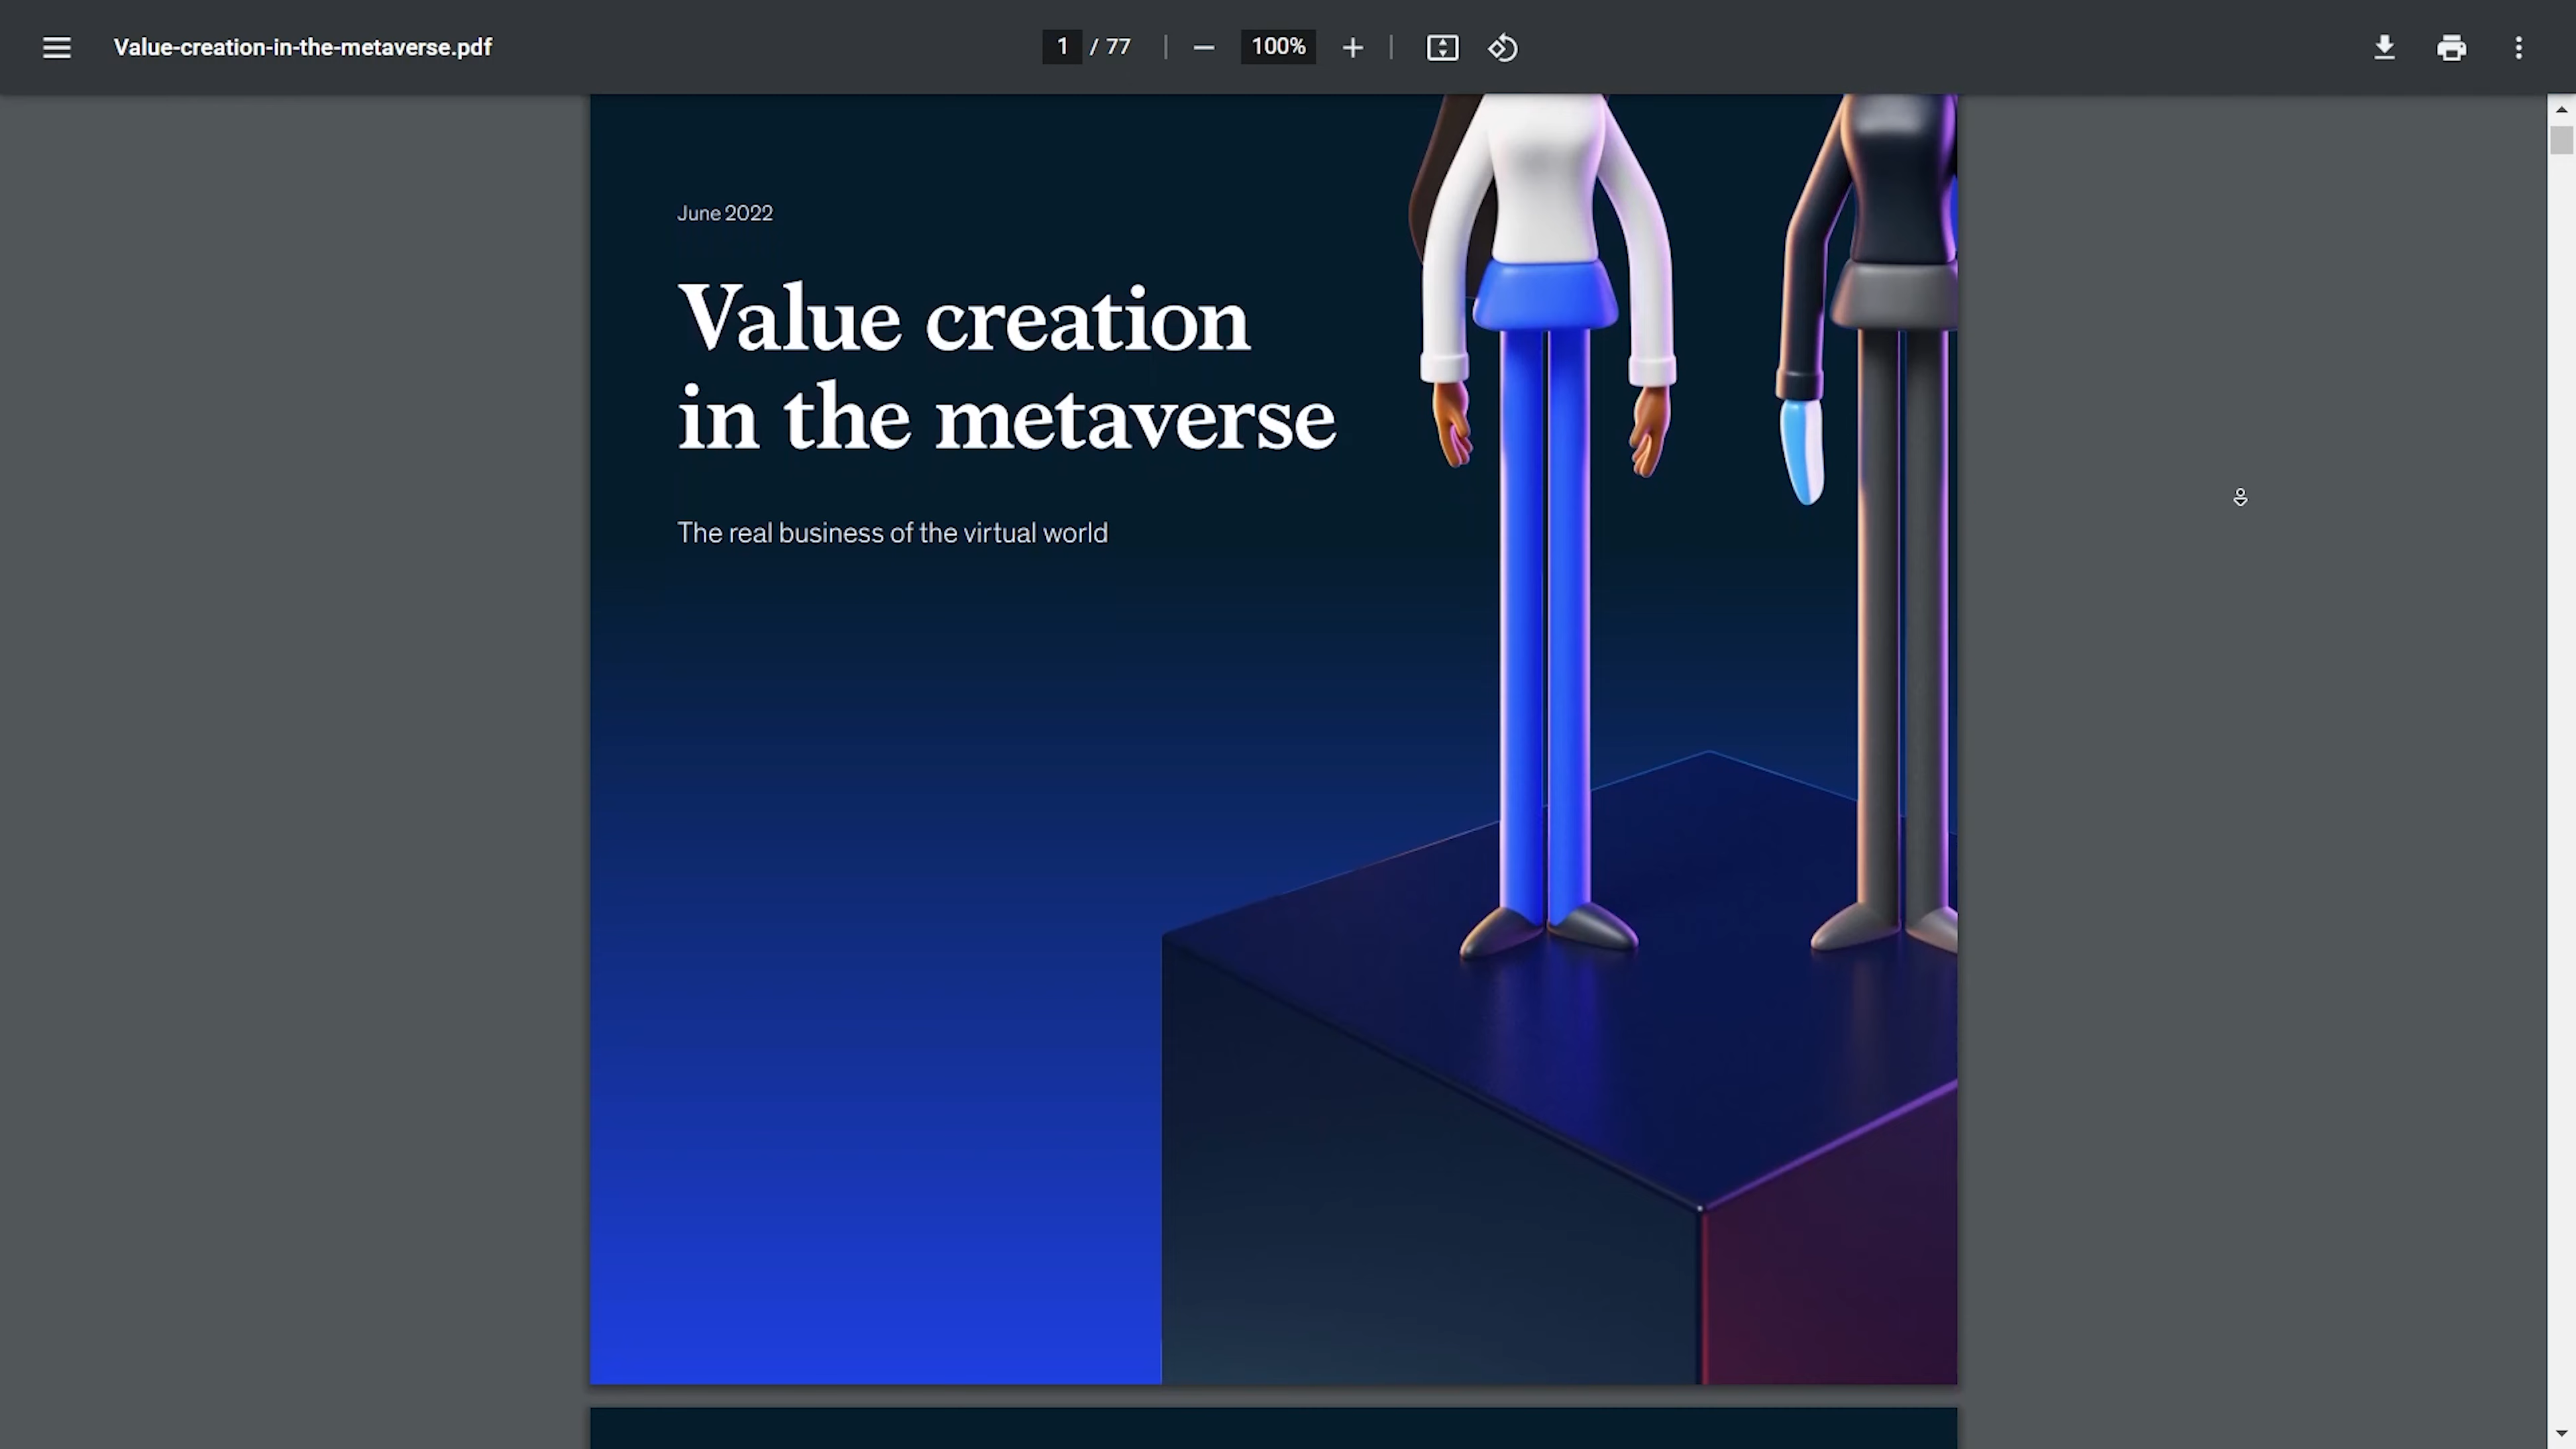 Value-creation-in-the-metaverse.pdf
1 / 77
100%
June 2022
Value creation
in the metaverse
The real business of the virtual world